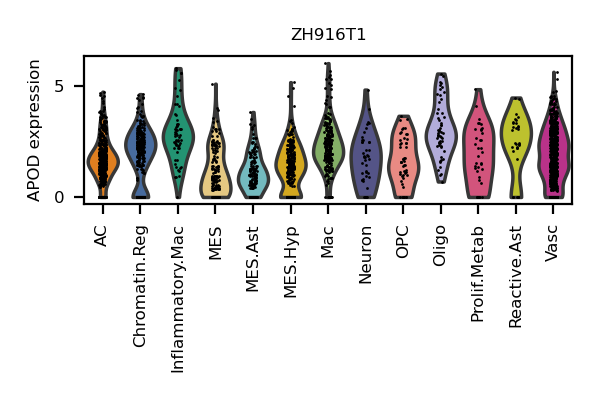 ZH916T1
APOD expression
5
0
AC
Chromatin.Reg
Inflammatory.Mac
MES
MES.Ast
MES.Hyp
Mac
Neuron
OPC
Oligo
Prolif.Metab
Reactive.Ast
Vasc